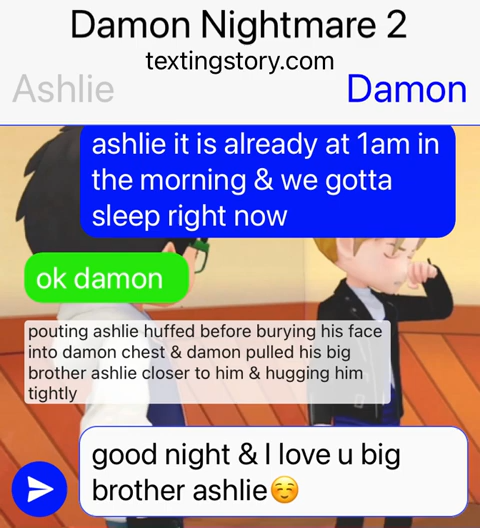 Damon Nightmare 2
textingstory.com
Ashlie
Damon
ashlie it is already at 1am in
the morning & we gotta
sleep right now
ok damon
pouting ashlie huffed before burying his face
into damon chest & damon pulled his big
brother ashlie closer to him & hugging him
tightly
good night & I love u big
brother ashlie☺️